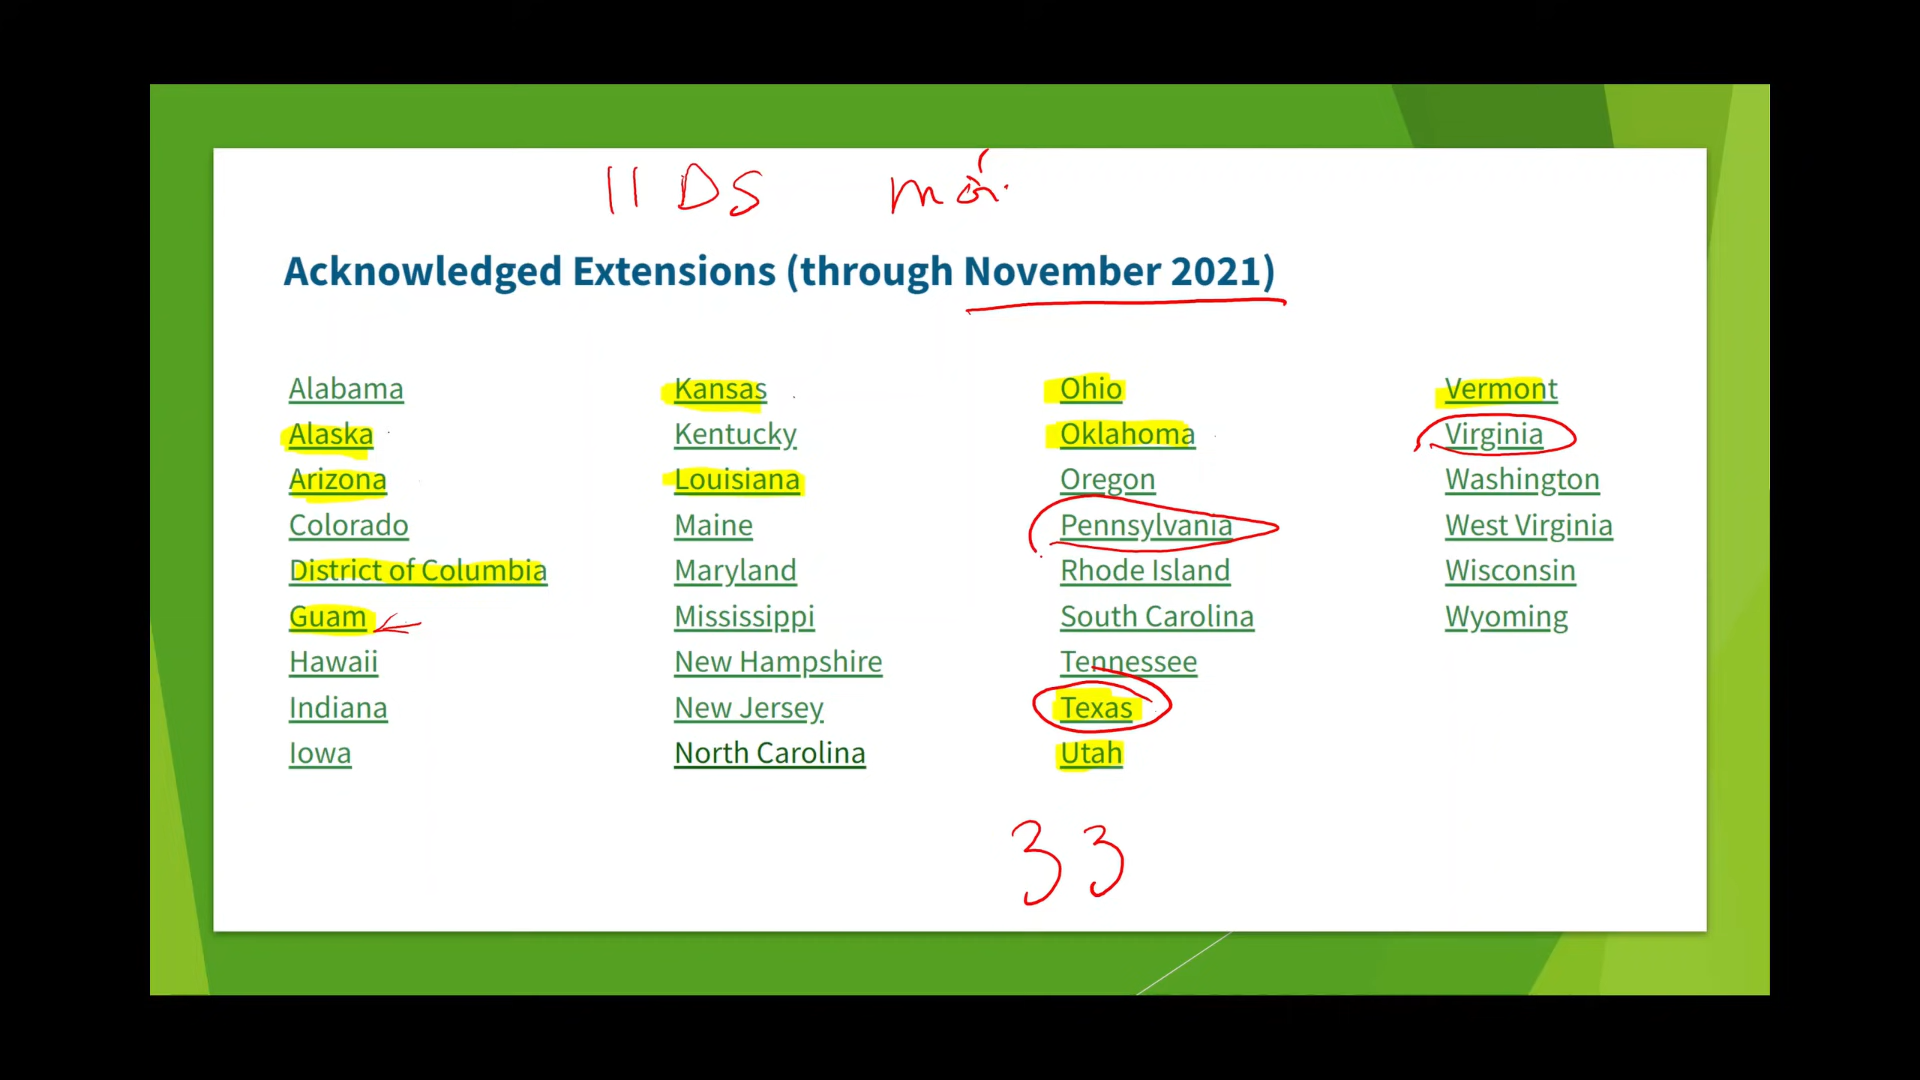 11 DS mới
Acknowledged Extensions (through November 2021)
Alabama
Alaska
Arizona
Colorado
District of Columbia
Guam
Hawaii
Indiana
Iowa
Kansas
Kentucky
Louisiana
Maine
Maryland
Mississippi
New Hampshire
New Jersey
North Carolina
Ohio
Oklahoma
Oregon
Pennsylvania
Rhode Island
South Carolina
Tennessee
Texas
Utah
Vermont
Virginia
Washington
West Virginia
Wisconsin
Wyoming
33